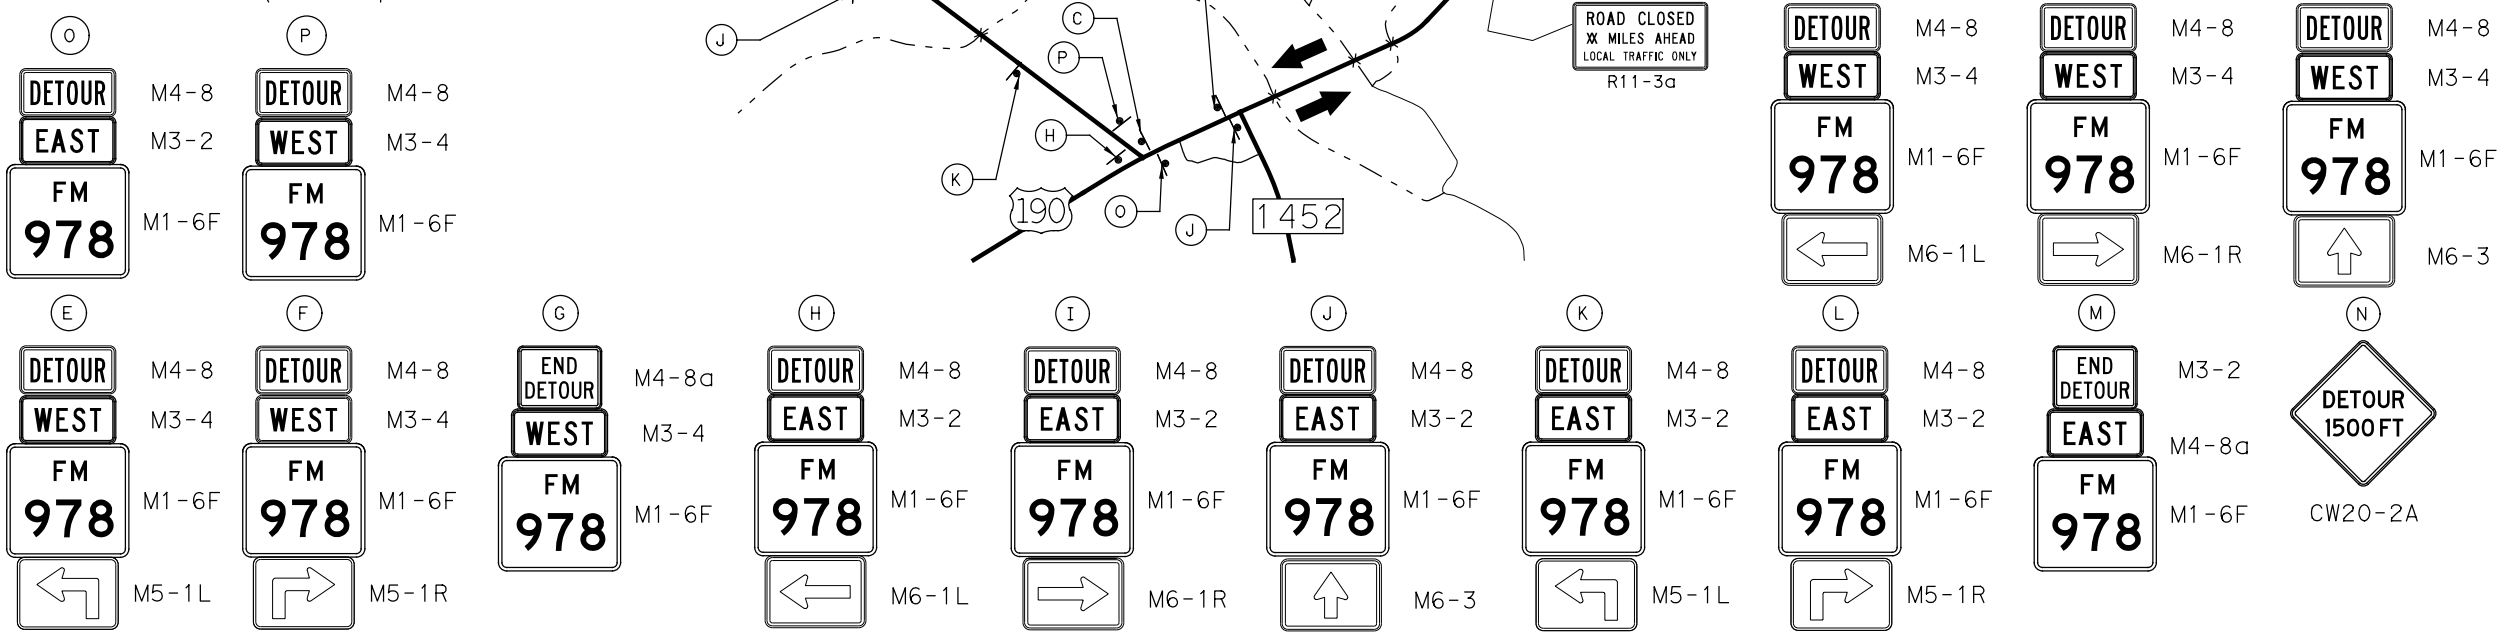 O
DETOUR M4-8
EAST M3-2
FM
978 M1-6F
P
DETOUR M4-8
WEST M3-4
FM
978 M1-6F
J
C
P
H
K
O
J
190
1452
ROAD CLOSED
XX MILES AHEAD
LOCAL TRAFFIC ONLY
R11-3a
DETOUR M4-8
WEST M3-4
FM
978 M1-6F
M6-1L
DETOUR M4-8
WEST M3-4
FM
978 M1-6F
M6-1R
DETOUR M4-8
WEST M3-4
FM
978 M1-6F
M6-3
E
DETOUR M4-8
WEST M3-4
FM
978 M1-6F
M5-1L
F
DETOUR M4-8
WEST M3-4
FM
978 M1-6F
M5-1R
G
END
DETOUR M4-8a
WEST M3-4
FM
978 M1-6F
H
DETOUR M4-8
EAST M3-2
FM
978 M1-6F
M6-1L
I
DETOUR M4-8
EAST M3-2
FM
978 M1-6F
M6-1R
J
DETOUR M4-8
EAST M3-2
FM
978 M1-6F
M6-3
K
DETOUR M4-8
EAST M3-2
FM
978 M1-6F
M5-1L
L
DETOUR M4-8
EAST M3-2
FM
978 M1-6F
M5-1R
M
END
DETOUR M3-2
EAST M4-8a
FM
978 M1-6F
N
DETOUR
1500 FT
CW20-2A